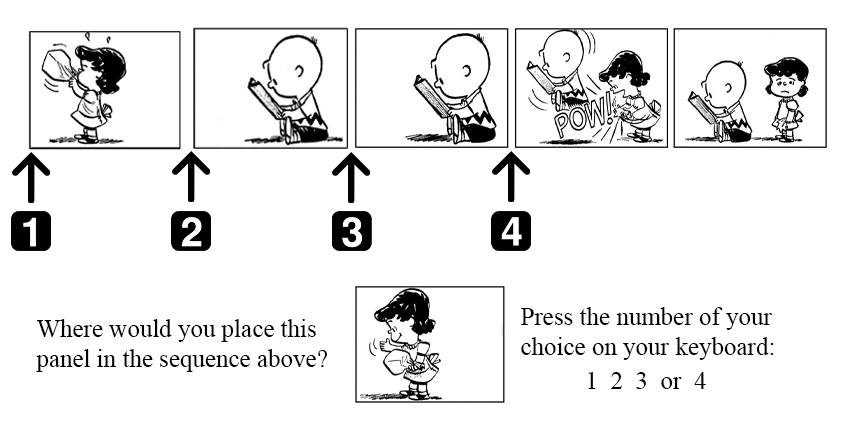 POW!
1 2 3 4
Where would you place this
panel in the sequence above?
Press the number of your
choice on your keyboard:
1 2 3 or 4